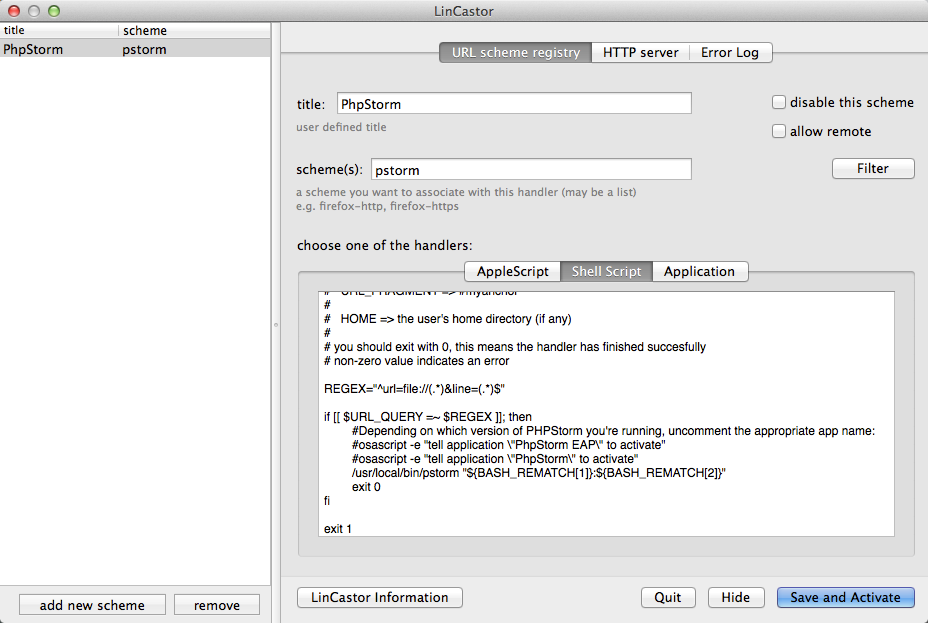 LinCastor
title scheme
PhpStorm pstorm
URL scheme registry HTTP server Error Log
title: PhpStorm
user defined title
disable this scheme
allow remote
scheme(s): pstorm
Filter
a scheme you want to associate with this handler (may be a list)
e.g. firefox-http, firefox-https
choose one of the handlers:
AppleScript Shell Script Application
# URL_FRAGMENT => #myanchor
#
# HOME => the user's home directory (if any)
#
# you should exit with 0, this means the handler has finished succesfully
# non-zero value indicates an error
REGEX="^url=file://(.*)&line=(.*)$"
if [[ $URL_QUERY =~ $REGEX ]]; then
#Depending on which version of PHPStorm you're running, uncomment the appropriate app name:
#osascript -e "tell application \"PhpStorm EAP\" to activate"
#osascript -e "tell application \"PhpStorm\" to activate"
/usr/local/bin/pstorm "${BASH_REMATCH[1]}:${BASH_REMATCH[2]}"
exit 0
fi
exit 1
add new scheme remove
LinCastor Information Quit Hide Save and Activate